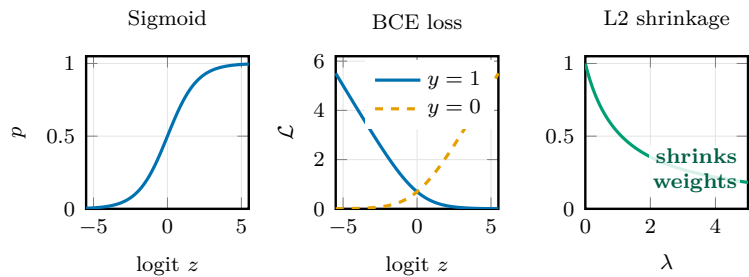 Sigmoid
1
0.5
0
−5
0
5
p
logit z
BCE loss
6
4
2
0
−5
0
5
ℒ
logit z
y = 1
y = 0
L2 shrinkage
1
0.5
0
0
2
4
λ
shrinks
weights